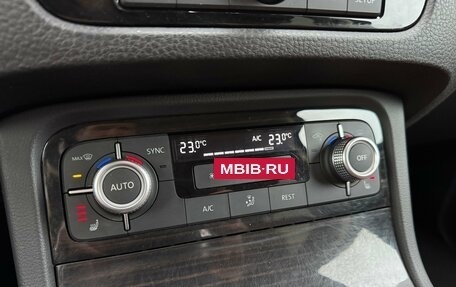 SETUP
MAX
SYNC
23.0°C
A/C
23.0°C
AUTO
OFF
MBIB-RU
A/C
REST